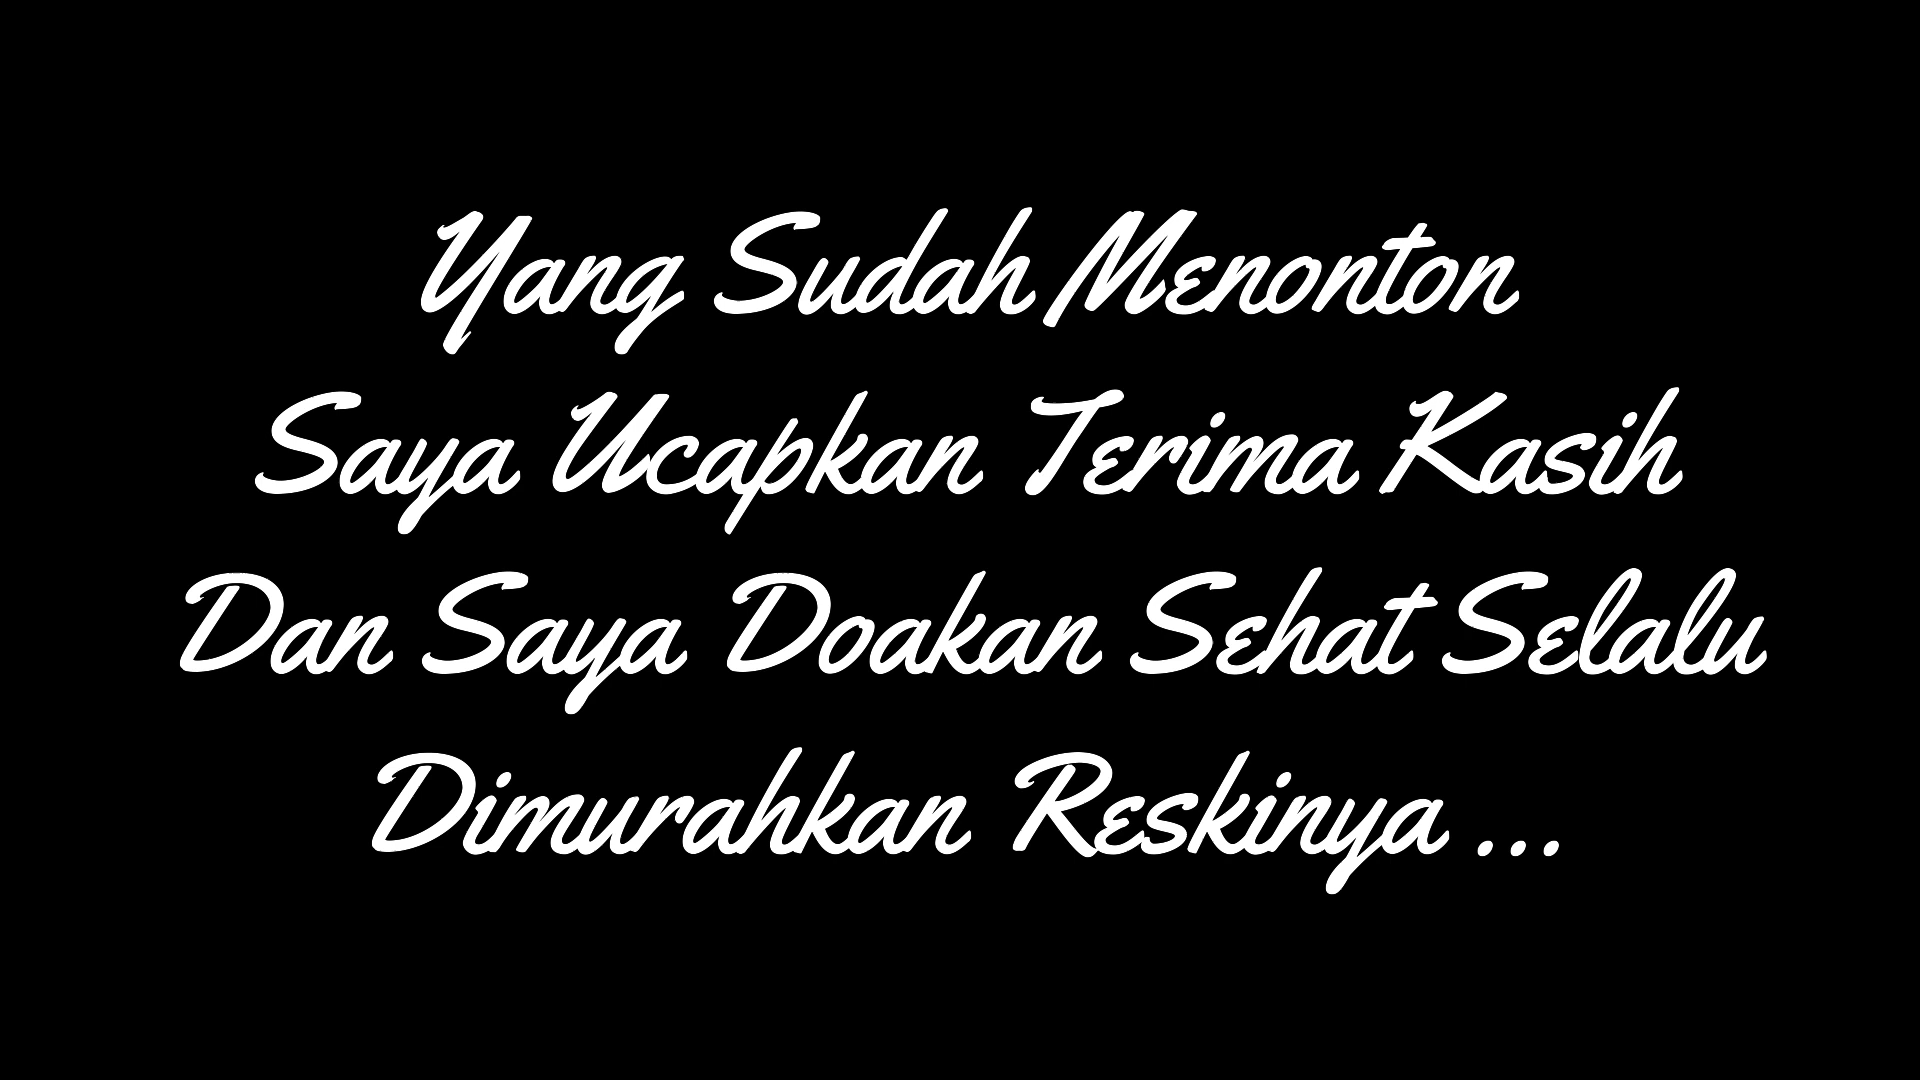 Yang Sudah Menonton
Saya Ucapkan Terima Kasih
Dan Saya Doakan Sehat Selalu
Dimurahkan Reskinya ...